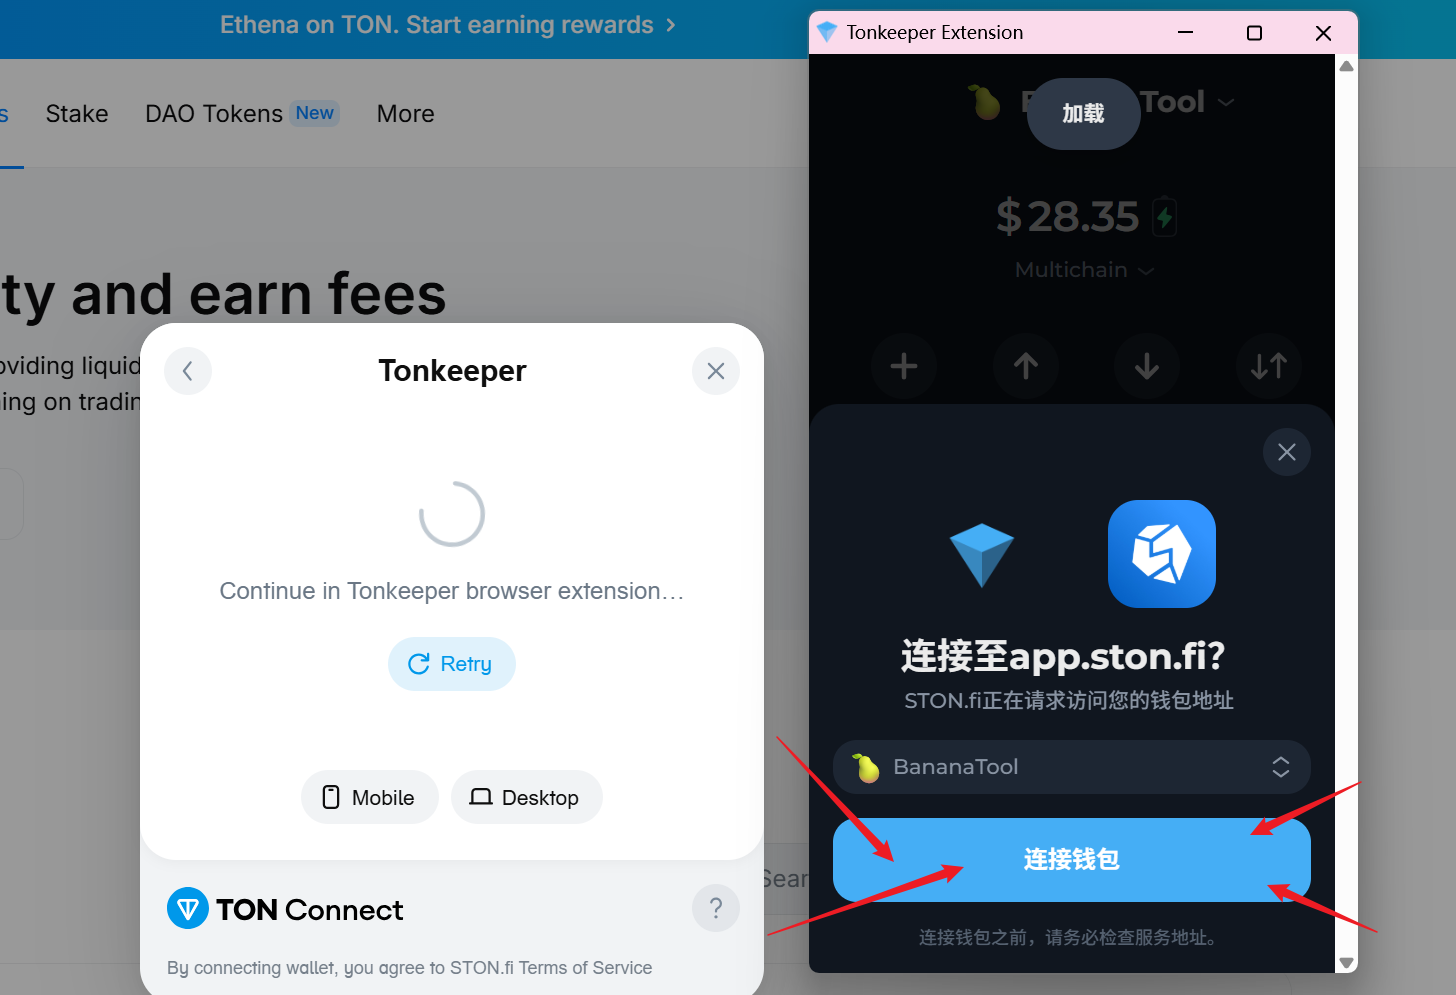 Ethena on TON. Start earning rewards
Stake
DAO Tokens New
More
ty and earn fees
oviding liquid
ing on tradin
Tonkeeper
Continue in Tonkeeper browser extension…
Retry
Mobile
Desktop
Sear
TON Connect
?
By connecting wallet, you agree to STON.fi Terms of Service
Tonkeeper Extension
Tool
加载
$28.35
Multichain
连接至app.ston.fi?
STON.fi正在请求访问您的钱包地址
BananaTool
连接钱包
连接钱包之前，请务必检查服务地址。